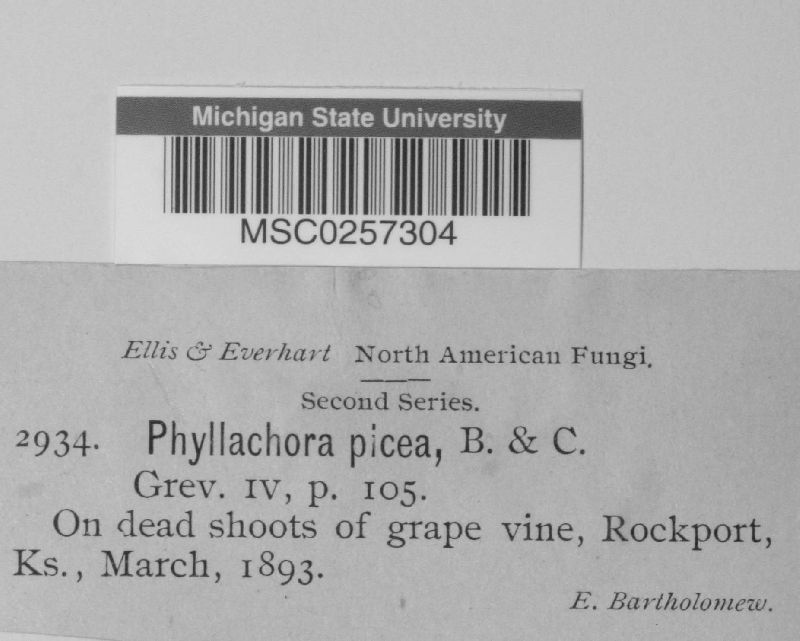 Michigan State University
MSC0257304
Ellis & Everhart North American Fungi.
Second Series.
2934. Phyllachora picea, B. & C.
Grev. IV, p. 105.
On dead shoots of grape vine, Rockport,
Ks., March, 1893.
E. Bartholomew.